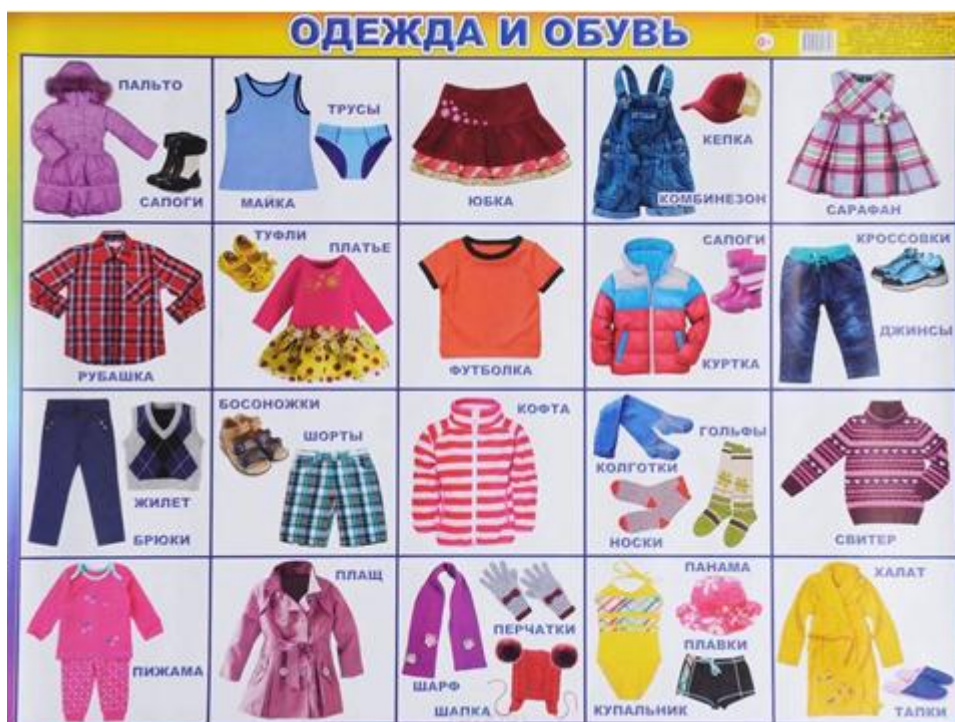 ОДЕЖДА И ОБУВЬ
0+
ПАЛЬТО
САПОГИ
ТРУСЫ
МАЙКА
ЮБКА
КЕПКА
КОМБИНЕЗОН
САРАФАН
РУБАШКА
ТУФЛИ
ПЛАТЬЕ
ФУТБОЛКА
САПОГИ
КУРТКА
КРОССОВКИ
ДЖИНСЫ
ЖИЛЕТ
БРЮКИ
БОСОНОЖКИ
ШОРТЫ
КОФТА
ГОЛЬФЫ
КОЛГОТКИ
НОСКИ
СВИТЕР
ПИЖАМА
ПЛАЩ
ПЕРЧАТКИ
ШАРФ
ШАПКА
ПАНАМА
ПЛАВКИ
КУПАЛЬНИК
ХАЛАТ
ТАПКИ